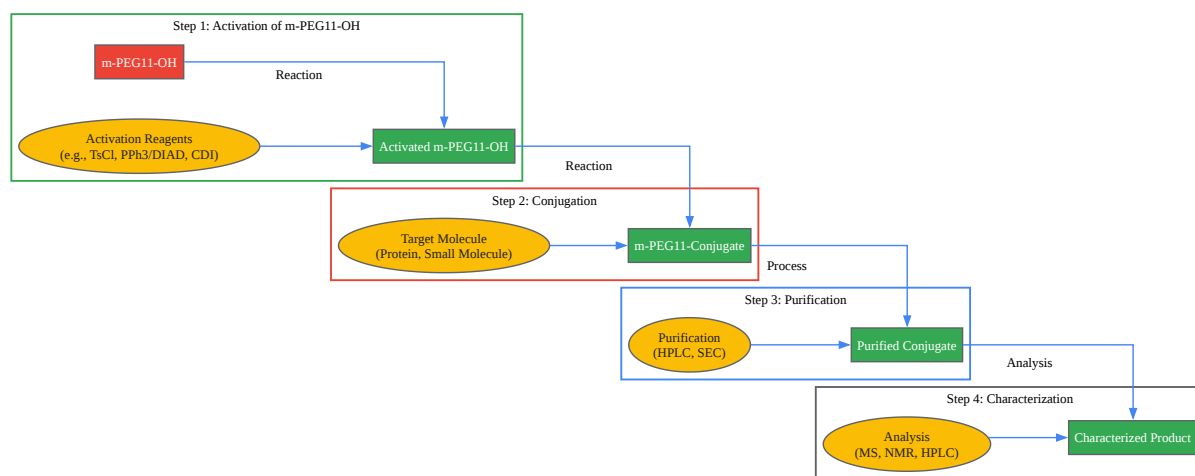 Step 1: Activation of m-PEG11-OH
m-PEG11-OH
Reaction
Activation Reagents
(e.g., TsCl, PPh3/DIAD, CDI)
Activated m-PEG11-OH
Reaction
Step 2: Conjugation
Target Molecule
(Protein, Small Molecule)
m-PEG11-Conjugate
Process
Step 3: Purification
Purification
(HPLC, SEC)
Purified Conjugate
Analysis
Step 4: Characterization
Analysis
(MS, NMR, HPLC)
Characterized Product